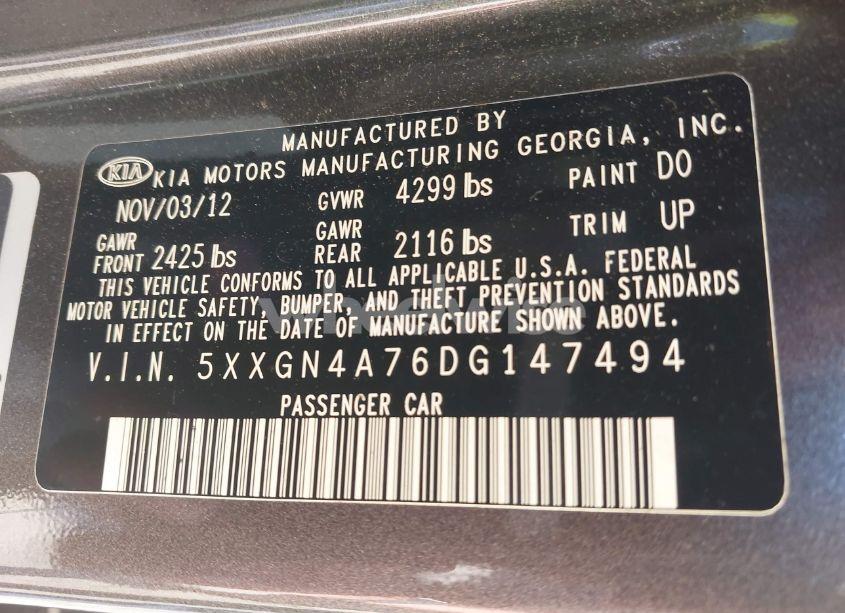 MANUFACTURED BY
KIA KIA MOTORS MANUFACTURING GEORGIA, INC.
NOV/03/12 GVWR 4299 lbs PAINT DO
GAWR FRONT 2425 lbs GAWR REAR 2116 lbs TRIM UP
THIS VEHICLE CONFORMS TO ALL APPLICABLE U.S.A. FEDERAL
MOTOR VEHICLE SAFETY, BUMPER, AND THEFT PREVENTION STANDARDS
IN EFFECT ON THE DATE OF MANUFACTURE SHOWN ABOVE.
V.I.N. 5XXGN4A76DG147494
PASSENGER CAR